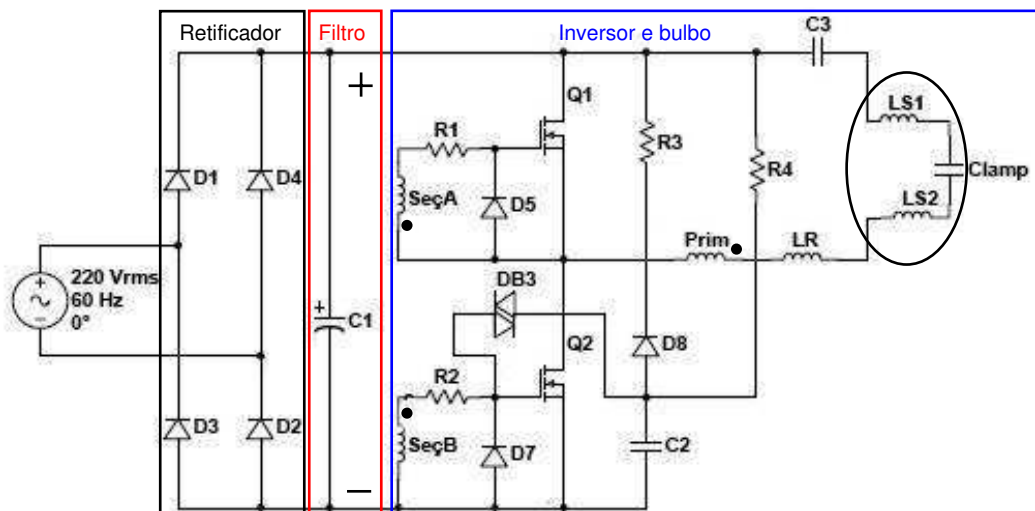 Retificador
Filtro
Inversor e bulbo
C3
Q1
LS1
R1
R3
+
D1
D4
R4
Clamp
SeçA
D5
LS2
Prim
LR
DB3
220 Vrms
60 Hz
0°
+
~
−
+
C1
Q2
D8
R2
D3
D2
SeçB
D7
C2
−